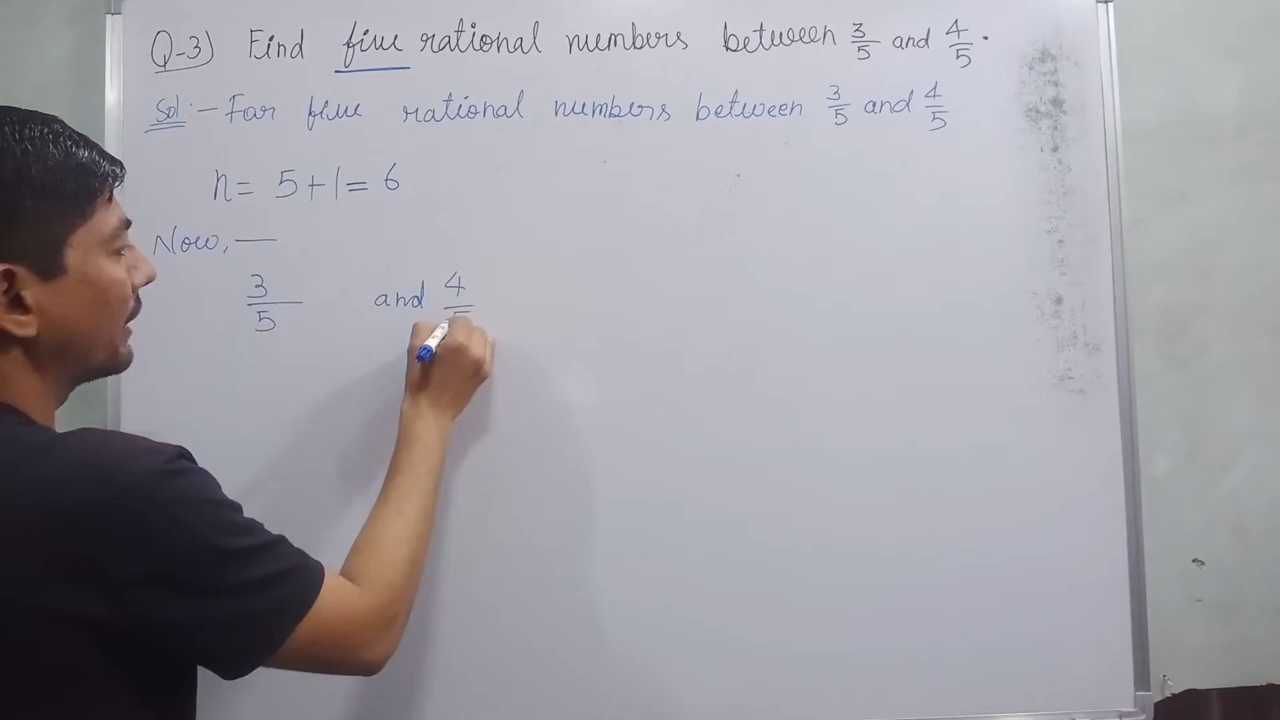 Q-3) Find five rational numbers between 3/5 and 4/5.
Sol:- For five rational numbers between 3/5 and 4/5
n = 5+1 = 6
Now, —
3/5 and 4/5